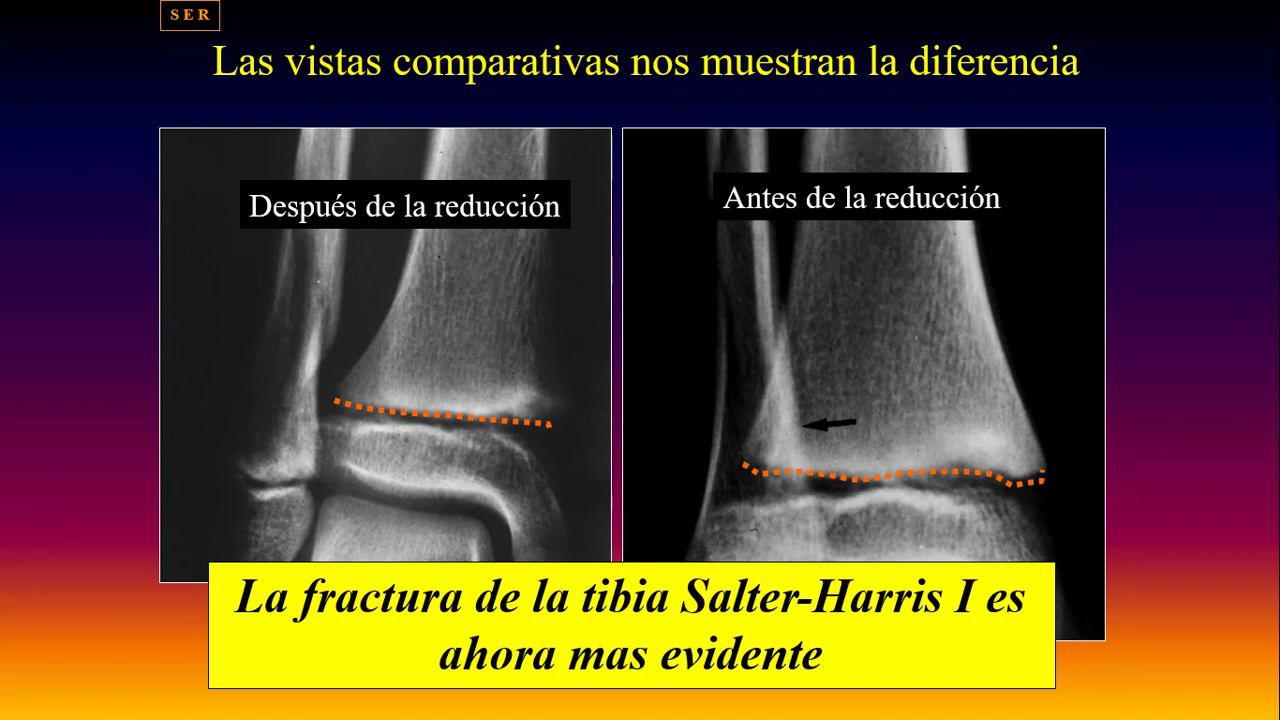 SER
Las vistas comparativas nos muestran la diferencia
Después de la reducción
Antes de la reducción
La fractura de la tibia Salter-Harris I es
ahora mas evidente